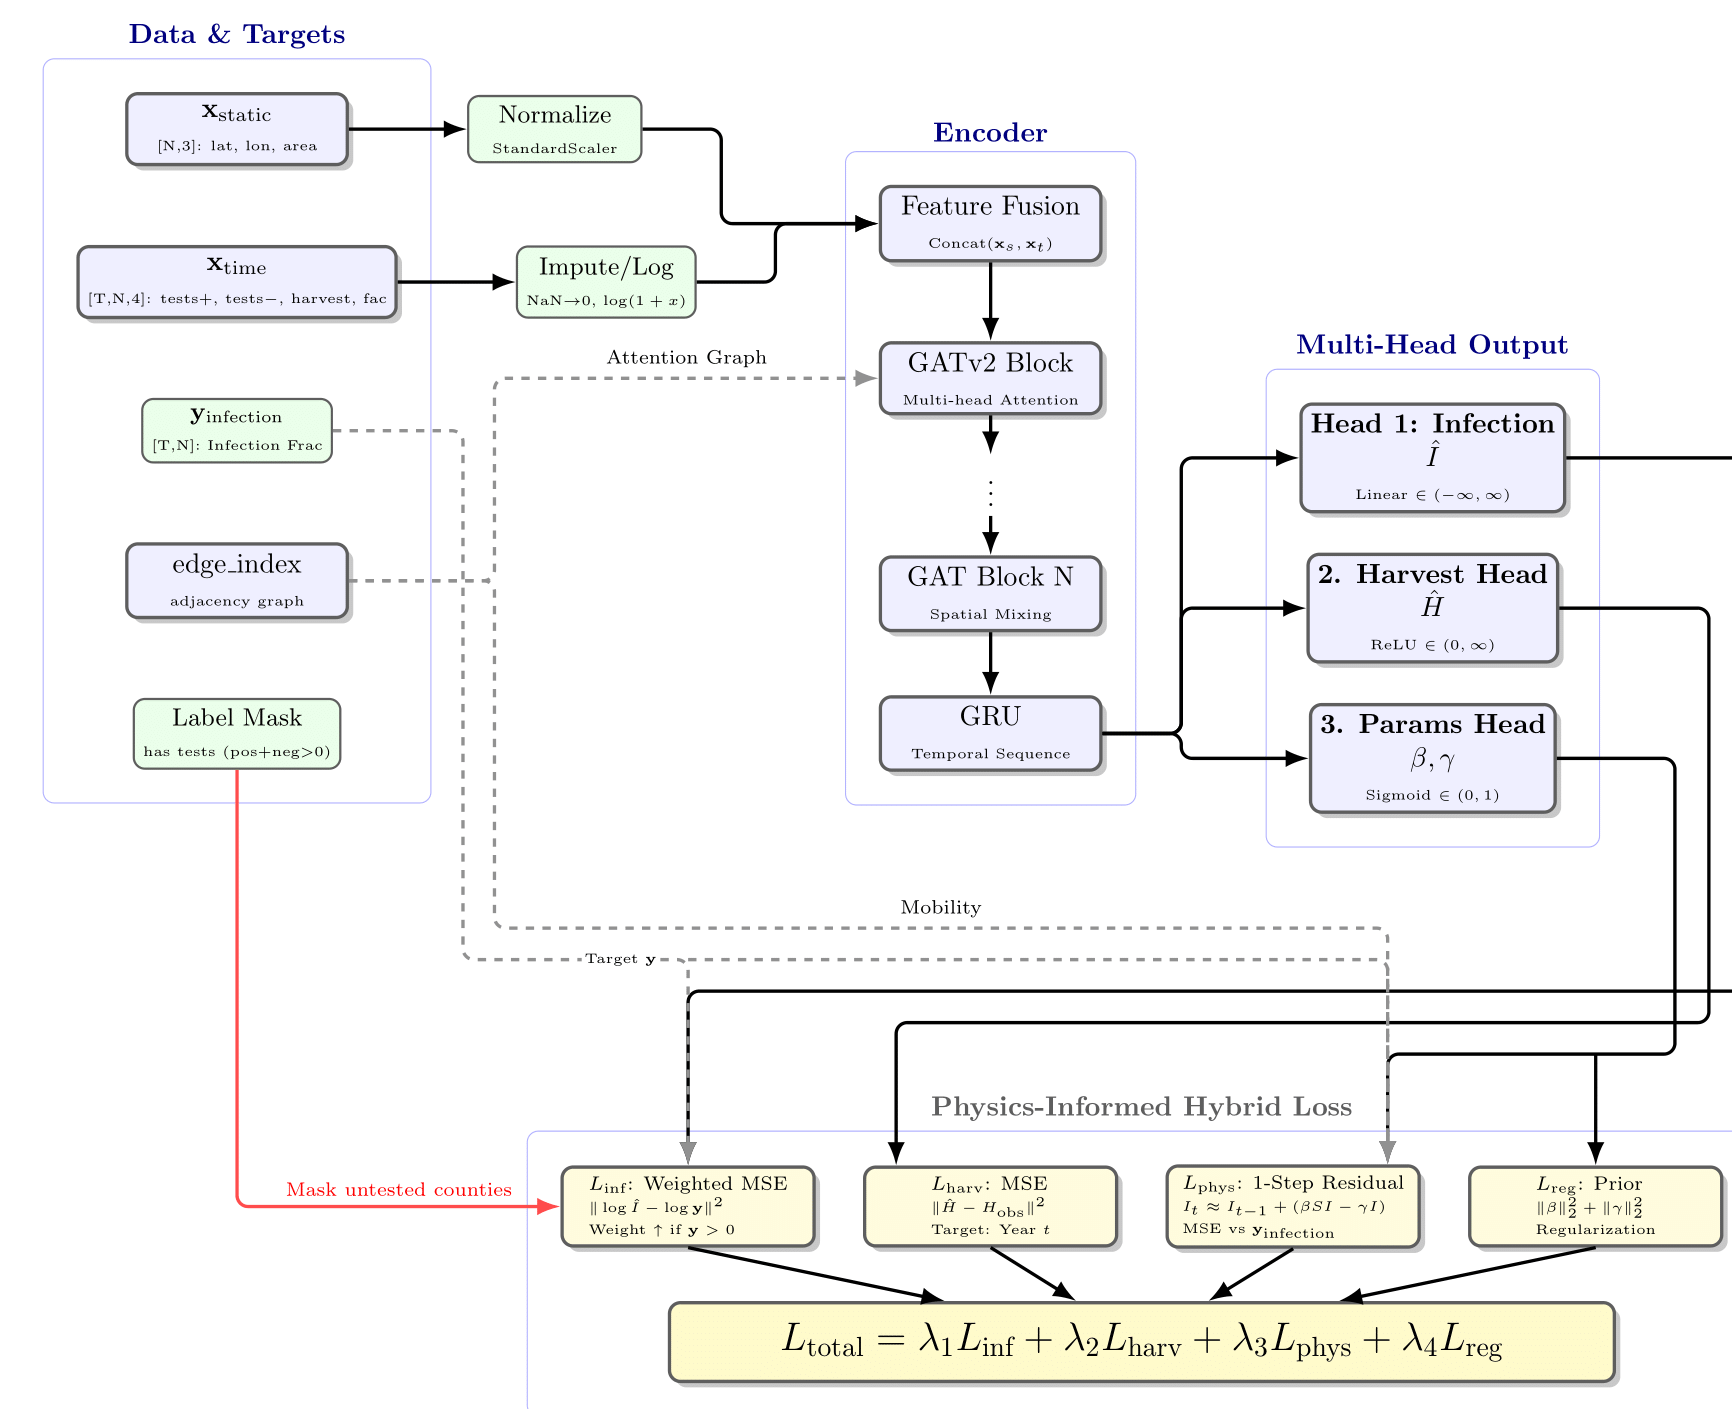 Data & Targets
x_static
[N,3]: lat, lon, area
x_time
[T,N,4]: tests+, tests−, harvest, fac
y_infection
[T,N]: Infection Frac
edge_index
adjacency graph
Label Mask
has tests (pos+neg>0)
Normalize
StandardScaler
Impute/Log
NaN→0, log(1 + x)
Attention Graph
Encoder
Feature Fusion
Concat(x_s, x_t)
GATv2 Block
Multi-head Attention
⋮
GAT Block N
Spatial Mixing
GRU
Temporal Sequence
Multi-Head Output
Head 1: Infection
Î
Linear ∈ (−∞, ∞)
2. Harvest Head
Ĥ
ReLU ∈ (0, ∞)
3. Params Head
β, γ
Sigmoid ∈ (0, 1)
Mobility
Target y
Mask untested counties
Physics-Informed Hybrid Loss
L_inf: Weighted MSE
‖ log Î − log y‖²
Weight ↑ if y > 0
L_harv: MSE
‖Ĥ − H_obs‖²
Target: Year t
L_phys: 1-Step Residual
I_t ≈ I_{t−1} + (βSI − γI)
MSE vs y_infection
L_reg: Prior
‖β‖₂² + ‖γ‖₂²
Regularization
L_total = λ₁L_inf + λ₂L_harv + λ₃L_phys + λ₄L_reg